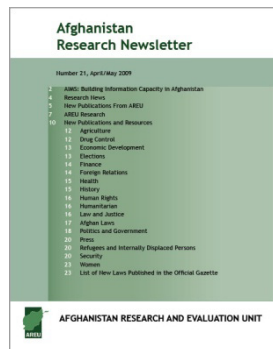 Afghanistan
Research Newsletter
Number 21, April/May 2009
3 AIMS: Building Information Capacity in Afghanistan
4 Research News
5 New Publications From AREU
7 AREU Research
10 New Publications and Resources
12 Agriculture
12 Drug Control
13 Economic Development
13 Elections
14 Finance
14 Foreign Relations
15 Health
15 History
16 Human Rights
16 Humanitarian
16 Law and Justice
17 Afghan Laws
18 Politics and Government
20 Press
20 Refugees and Internally Displaced Persons
20 Security
23 Women
23 List of New Laws Published in the Official Gazette
AREU
AFGHANISTAN RESEARCH AND EVALUATION UNIT